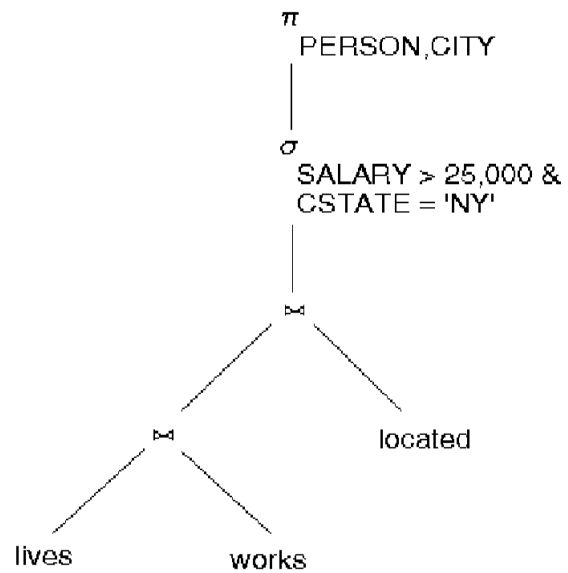 π
PERSON,CITY
σ
SALARY > 25,000 &
CSTATE = 'NY'
⋈
located
⋈
lives
works